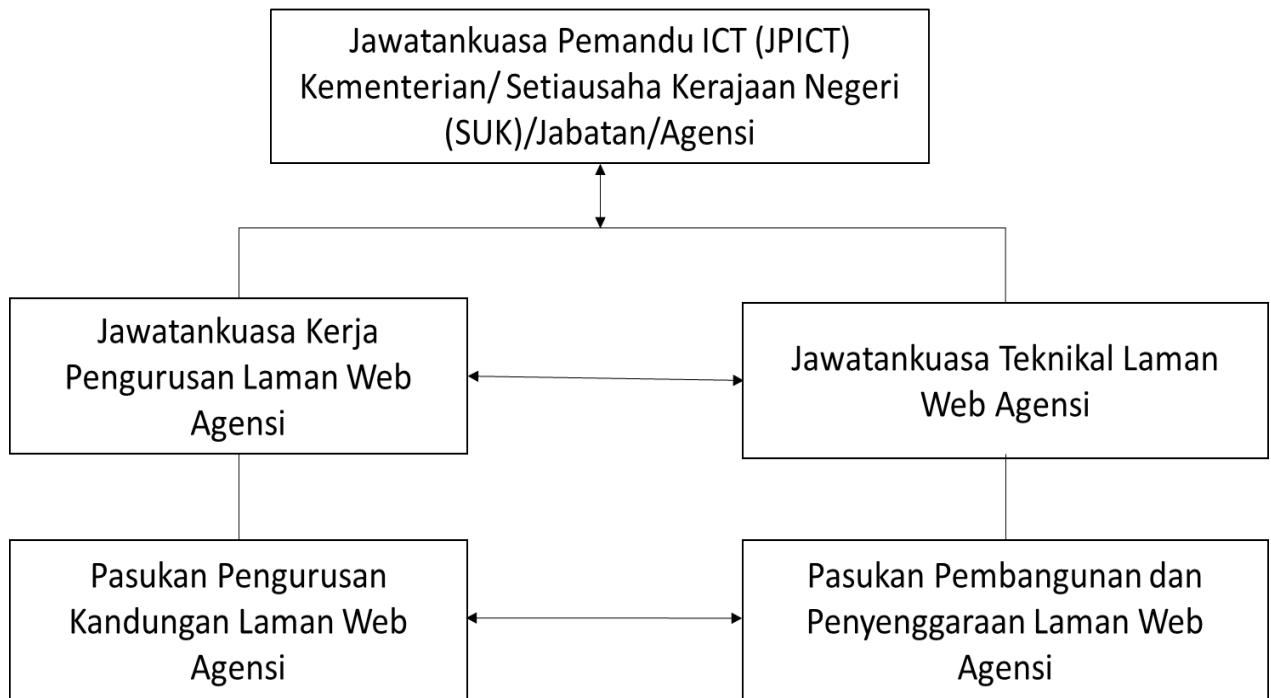 Jawatankuasa Pemandu ICT (JPICT)
Kementerian/ Setiausaha Kerajaan Negeri
(SUK)/Jabatan/Agensi
Jawatankuasa Kerja
Pengurusan Laman Web
Agensi
Jawatankuasa Teknikal Laman
Web Agensi
Pasukan Pengurusan
Kandungan Laman Web
Agensi
Pasukan Pembangunan dan
Penyenggaraan Laman Web
Agensi